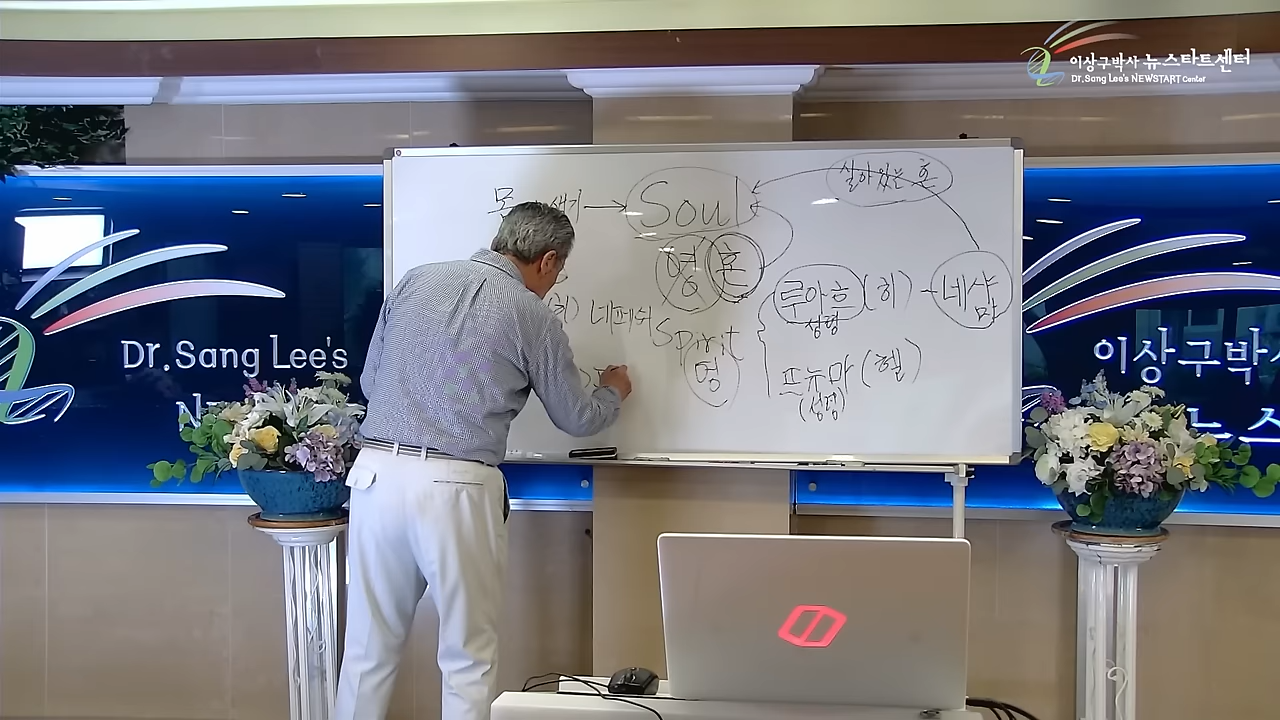 이상구박사 뉴스타트센터
Dr.Sang Lee's NEWSTART Center
살아있는 혼
Soul
영 혼
루아흐 (히) - 네샤마
성령
(히) 네페쉬
Spirit
영
프뉴마 (헬)
(성령)
Dr. Sang Lee's
이상구박